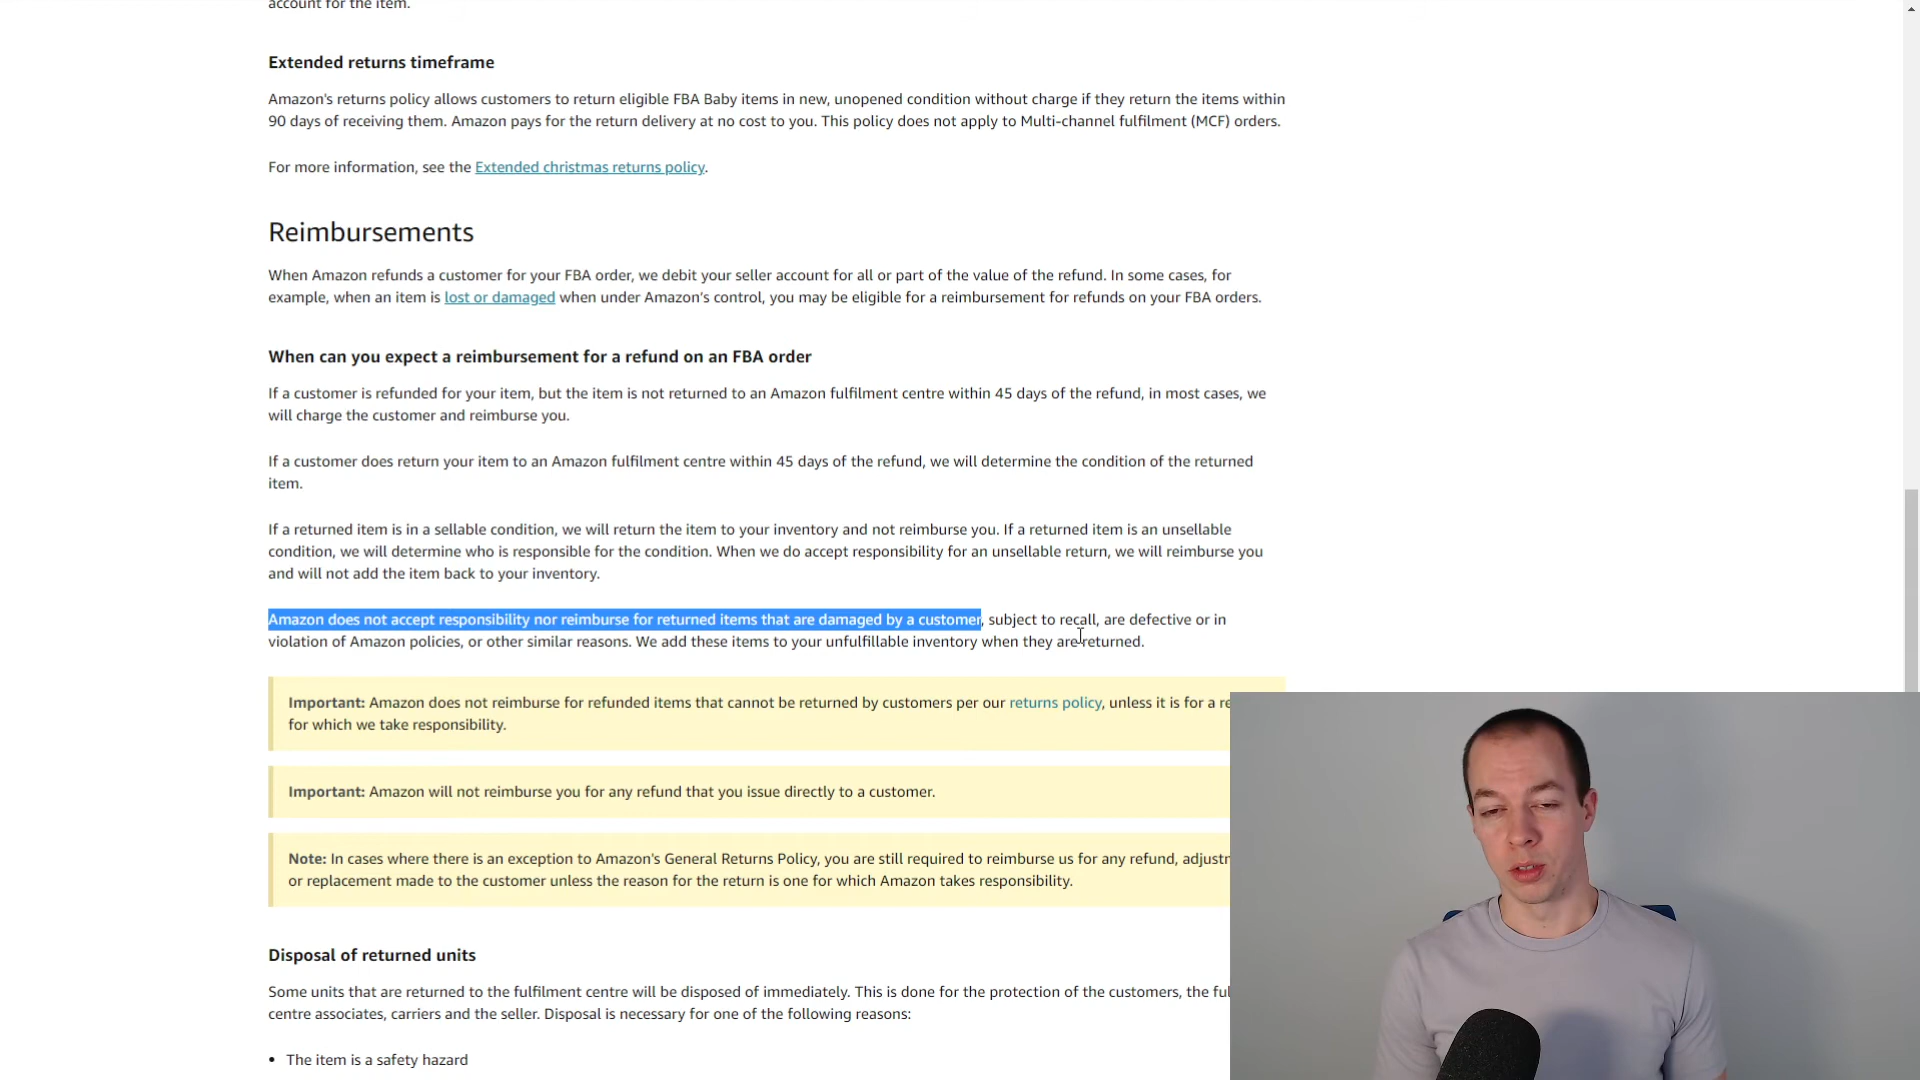 account for the item.
Extended returns timeframe
Amazon's returns policy allows customers to return eligible FBA Baby items in new, unopened condition without charge if they return the items within
90 days of receiving them. Amazon pays for the return delivery at no cost to you. This policy does not apply to Multi-channel fulfilment (MCF) orders.
For more information, see the Extended christmas returns policy.
Reimbursements
When Amazon refunds a customer for your FBA order, we debit your seller account for all or part of the value of the refund. In some cases, for
example, when an item is lost or damaged when under Amazon's control, you may be eligible for a reimbursement for refunds on your FBA orders.
When can you expect a reimbursement for a refund on an FBA order
If a customer is refunded for your item, but the item is not returned to an Amazon fulfilment centre within 45 days of the refund, in most cases, we
will charge the customer and reimburse you.
If a customer does return your item to an Amazon fulfilment centre within 45 days of the refund, we will determine the condition of the returned
item.
If a returned item is in a sellable condition, we will return the item to your inventory and not reimburse you. If a returned item is an unsellable
condition, we will determine who is responsible for the condition. When we do accept responsibility for an unsellable return, we will reimburse you
and will not add the item back to your inventory.
Amazon does not accept responsibility nor reimburse for returned items that are damaged by a customer, subject to recall, are defective or in
violation of Amazon policies, or other similar reasons. We add these items to your unfulfillable inventory when they are returned.
Important: Amazon does not reimburse for refunded items that cannot be returned by customers per our returns policy, unless it is for a
for which we take responsibility.
Important: Amazon will not reimburse you for any refund that you issue directly to a customer.
Note: In cases where there is an exception to Amazon's General Returns Policy, you are still required to reimburse us for any refund,
or replacement made to the customer unless the reason for the return is one for which Amazon takes responsibility.
Disposal of returned units
Some units that are returned to the fulfilment centre will be disposed of immediately. This is done for the protection of the customers, the
centre associates, carriers and the seller. Disposal is necessary for one of the following reasons:
• The item is a safety hazard